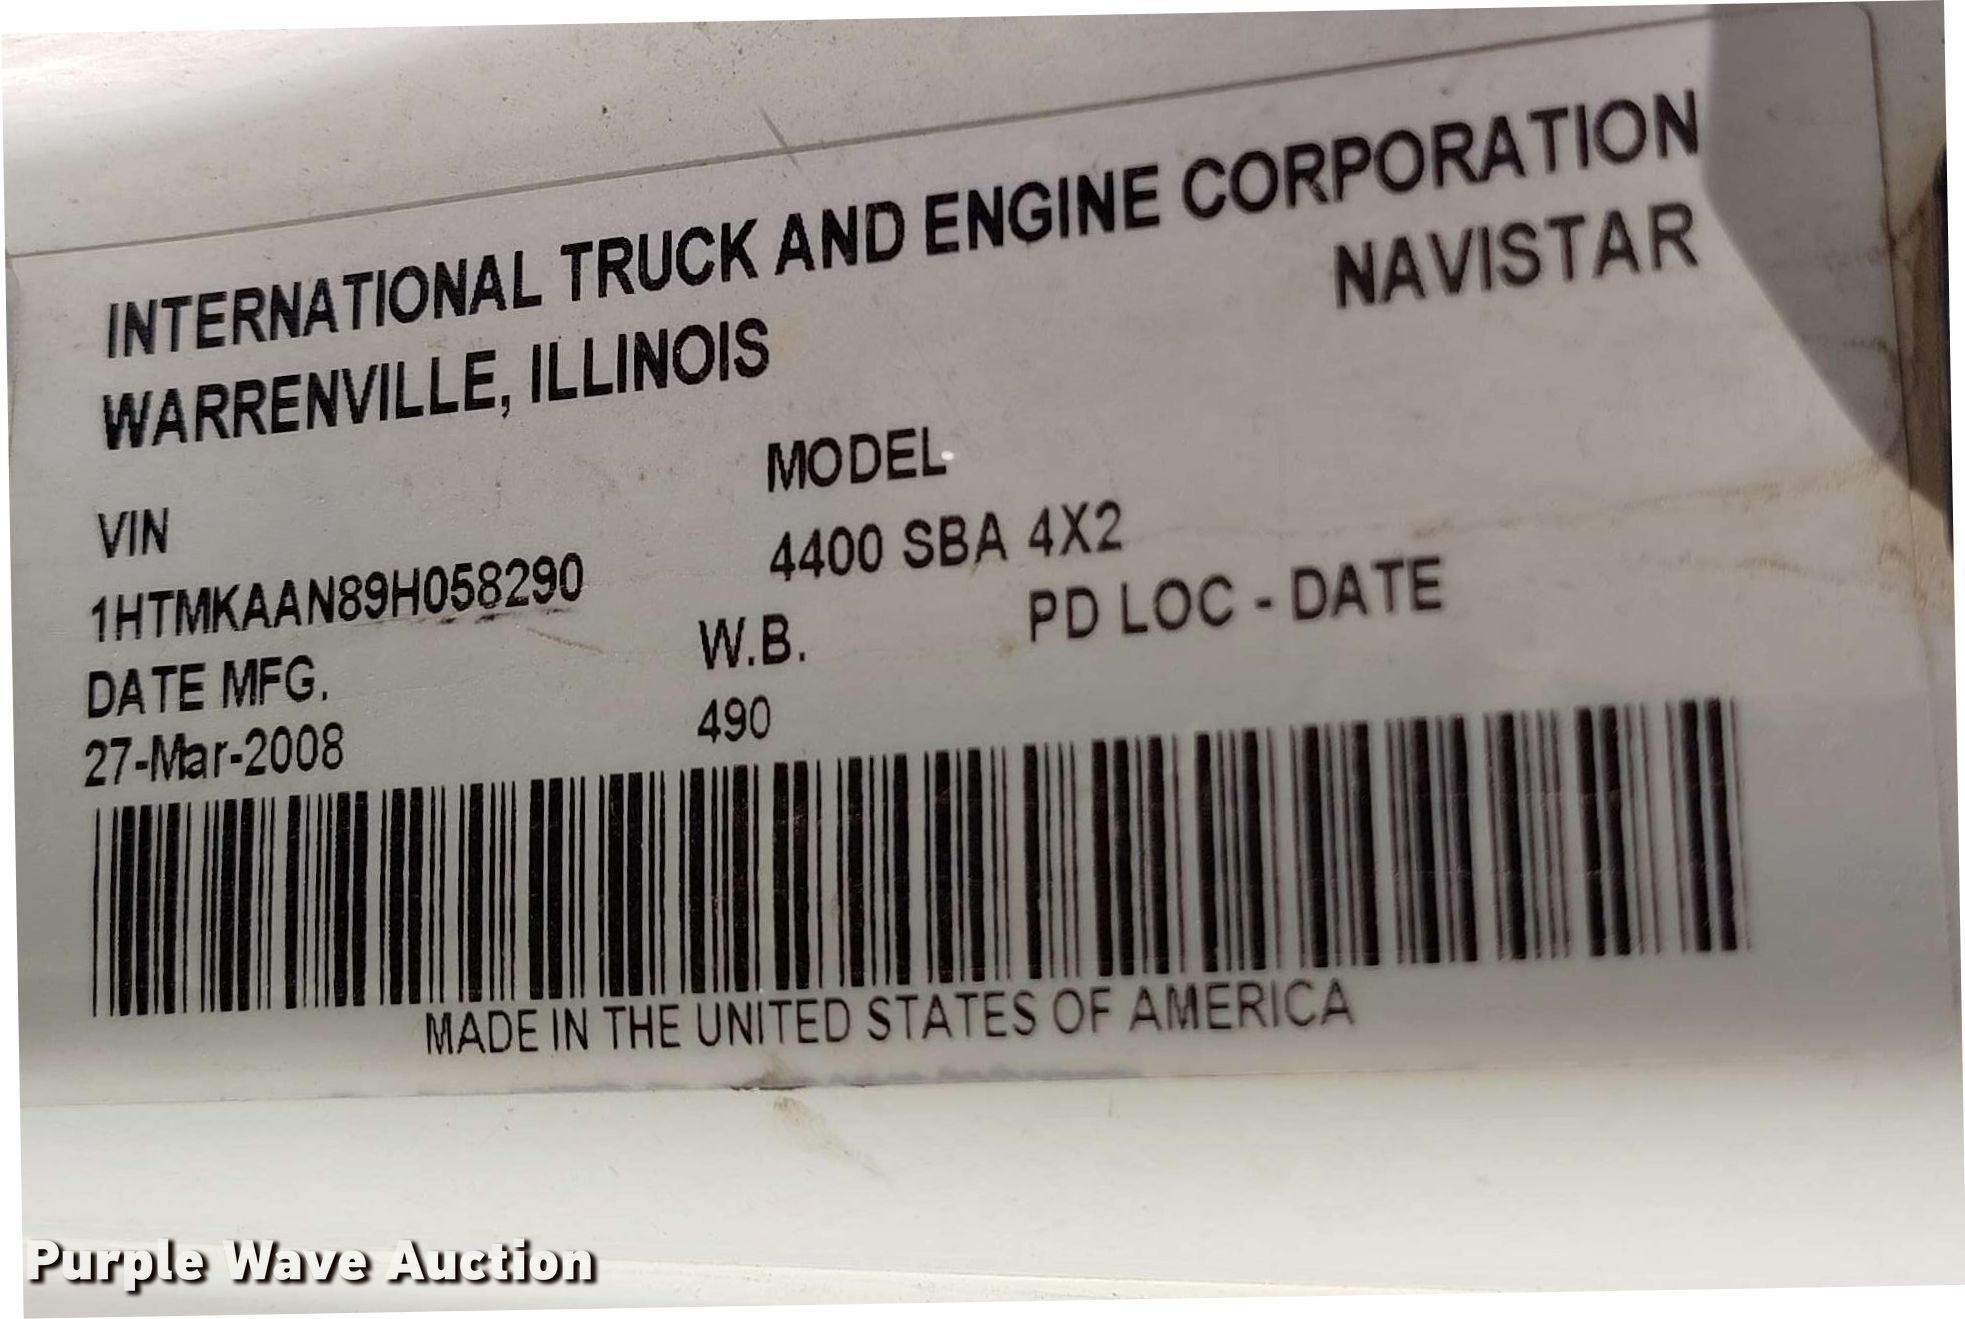 INTERNATIONAL TRUCK AND ENGINE CORPORATION
WARRENVILLE, ILLINOIS
NAVISTAR
VIN
MODEL
1HTMKAAN89H058290
4400 SBA 4X2
DATE MFG.
W.B.
PD LOC - DATE
27-Mar-2008
490
MADE IN THE UNITED STATES OF AMERICA
Purple Wave Auction